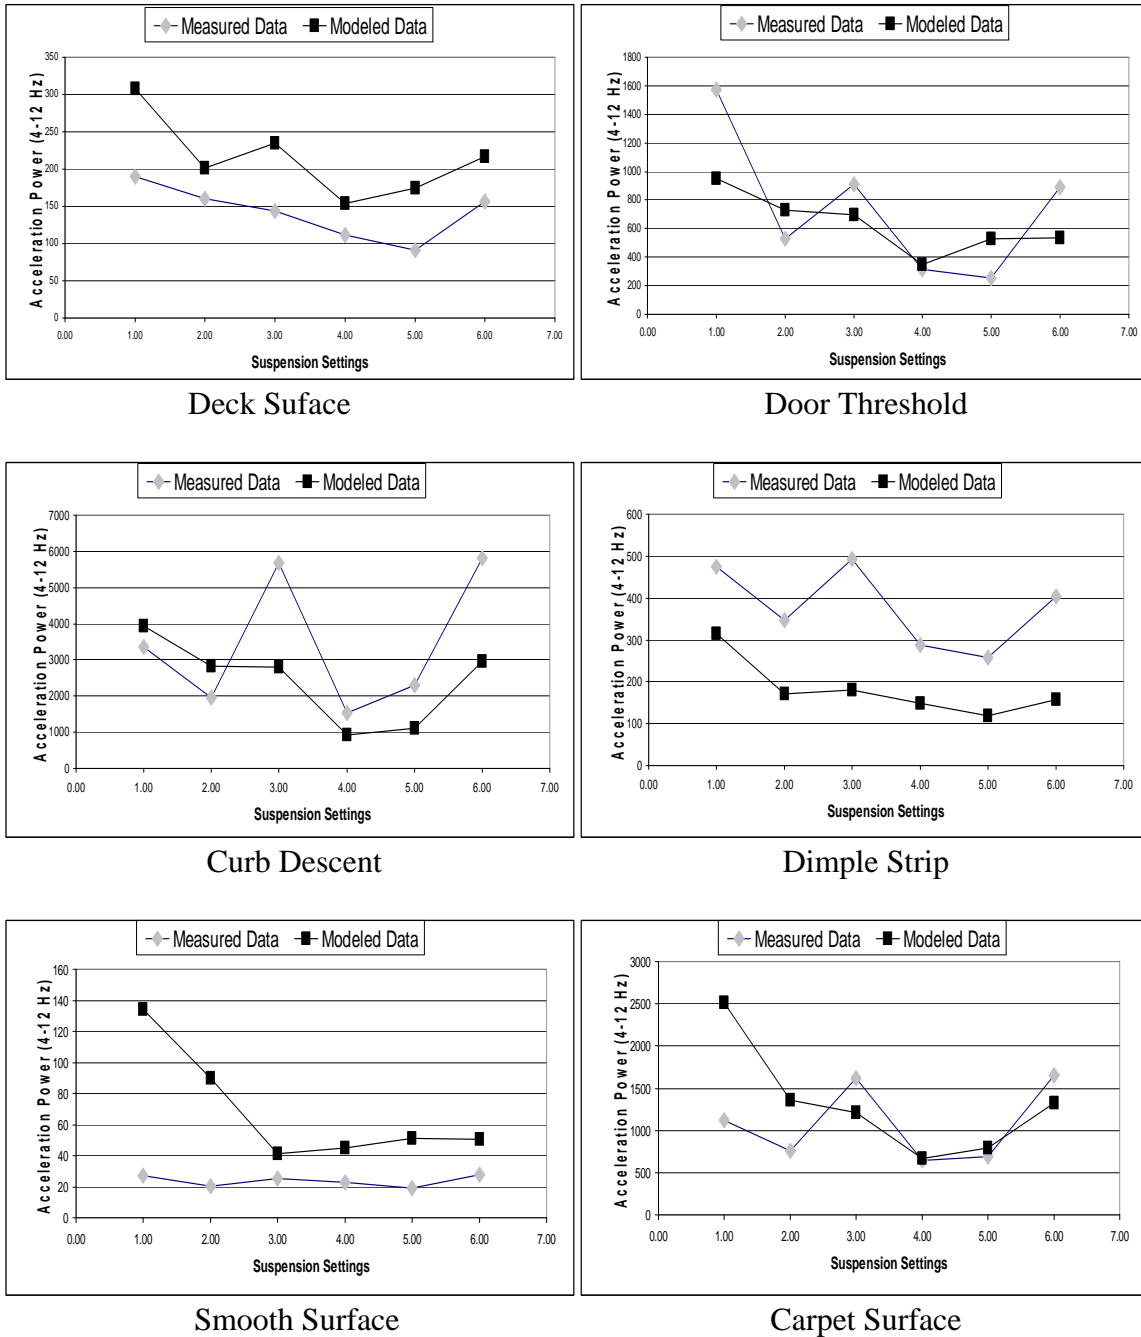 Measured Data Modeled Data
Acceleration Power (4-12 Hz)
350
300
250
200
150
100
50
0
0.00 1.00 2.00 3.00 4.00 5.00 6.00 7.00
Suspension Settings
Deck Suface
Measured Data Modeled Data
Acceleration Power (4-12 Hz)
1800
1600
1400
1200
1000
800
600
400
200
0
0.00 1.00 2.00 3.00 4.00 5.00 6.00 7.00
Suspension Settings
Door Threshold
Measured Data Modeled Data
Acceleration Power (4-12 Hz)
7000
6000
5000
4000
3000
2000
1000
0
0.00 1.00 2.00 3.00 4.00 5.00 6.00 7.00
Suspension Settings
Curb Descent
Measured Data Modeled Data
Acceleration Power (4-12 Hz)
600
500
400
300
200
100
0
0.00 1.00 2.00 3.00 4.00 5.00 6.00 7.00
Suspension Settings
Dimple Strip
Measured Data Modeled Data
Acceleration Power (4-12 Hz)
160
140
120
100
80
60
40
20
0
0.00 1.00 2.00 3.00 4.00 5.00 6.00 7.00
Suspension Settings
Smooth Surface
Measured Data Modeled Data
Acceleration Power (4-12 Hz)
3000
2500
2000
1500
1000
500
0
0.00 1.00 2.00 3.00 4.00 5.00 6.00 7.00
Suspension Settings
Carpet Surface